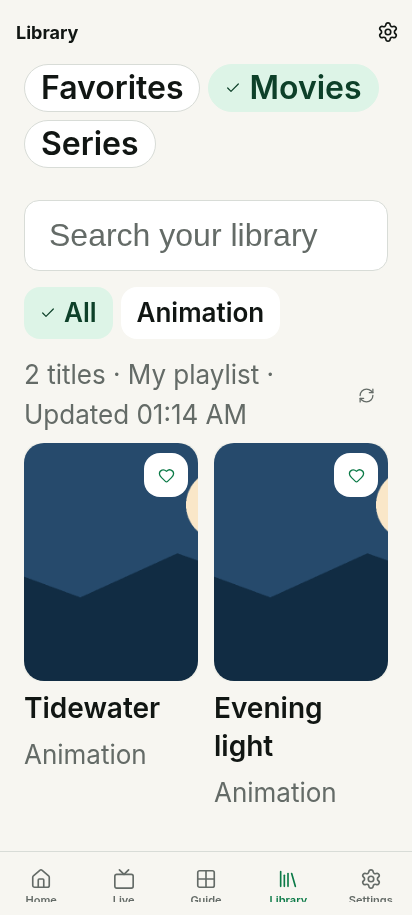 Library
Favorites
Movies
Series
Search your library
All
Animation
2 titles · My playlist ·
Updated 01:14 AM
Tidewater
Animation
Evening
light
Animation
Home
Live
Guide
Library
Settings